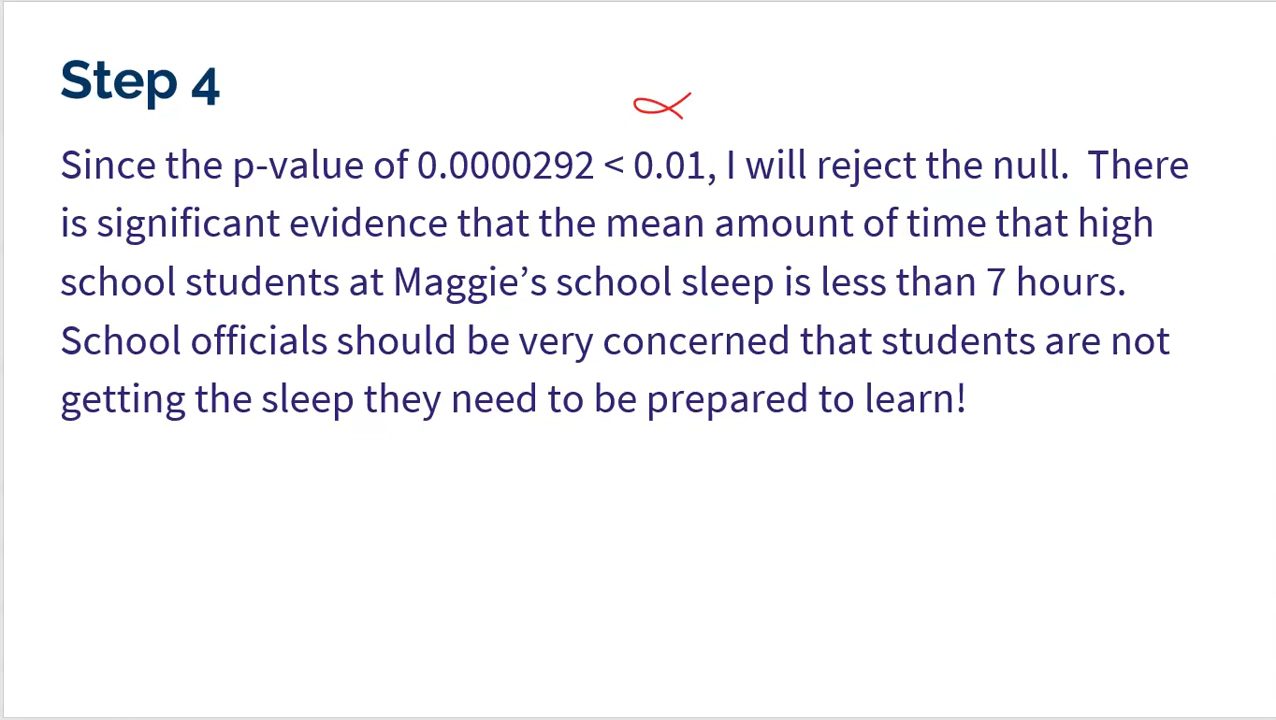 Step 4
α
Since the p-value of 0.0000292 < 0.01, I will reject the null.  There
is significant evidence that the mean amount of time that high
school students at Maggie’s school sleep is less than 7 hours.
School officials should be very concerned that students are not
getting the sleep they need to be prepared to learn!